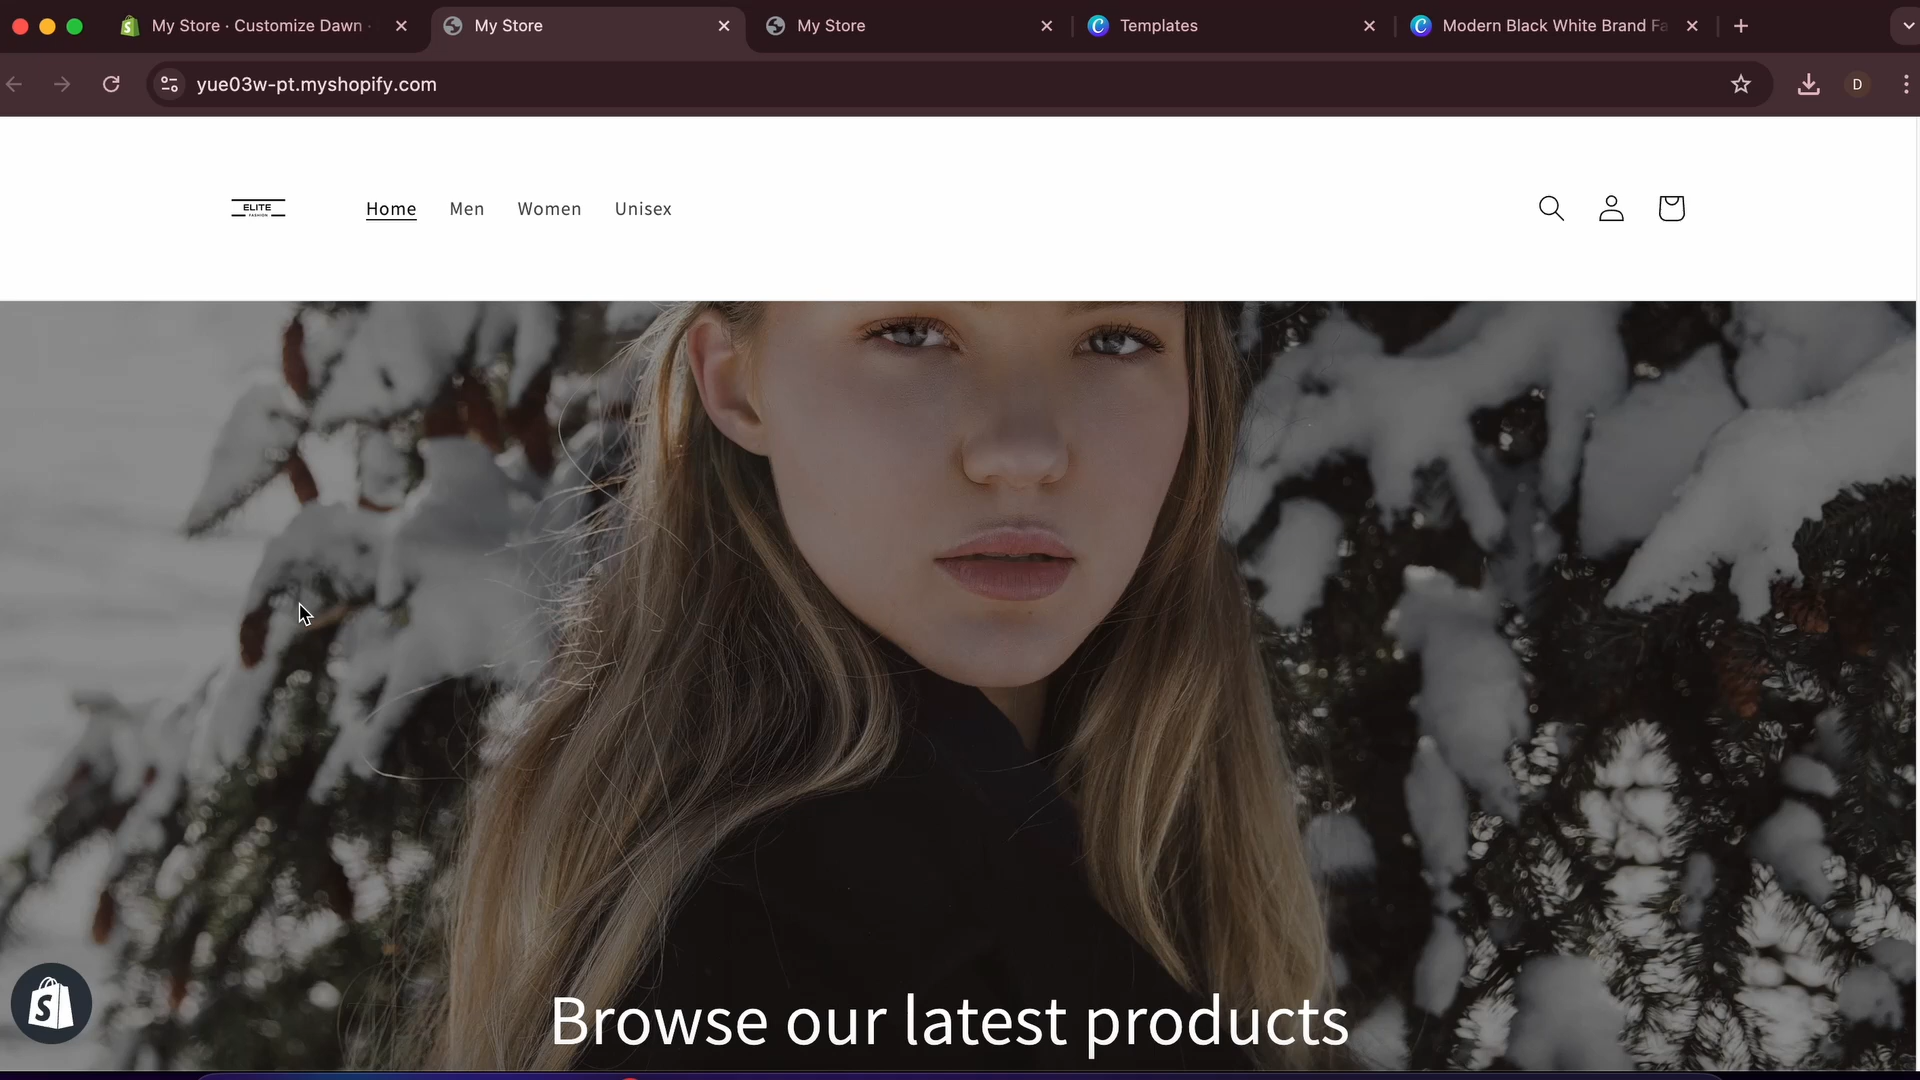 My Store · Customize Dawn ·
My Store
My Store
Templates
Modern Black White Brand Fa
yue03w-pt.myshopify.com
D
ELITE
FASHION
Home
Men
Women
Unisex
Browse our latest products